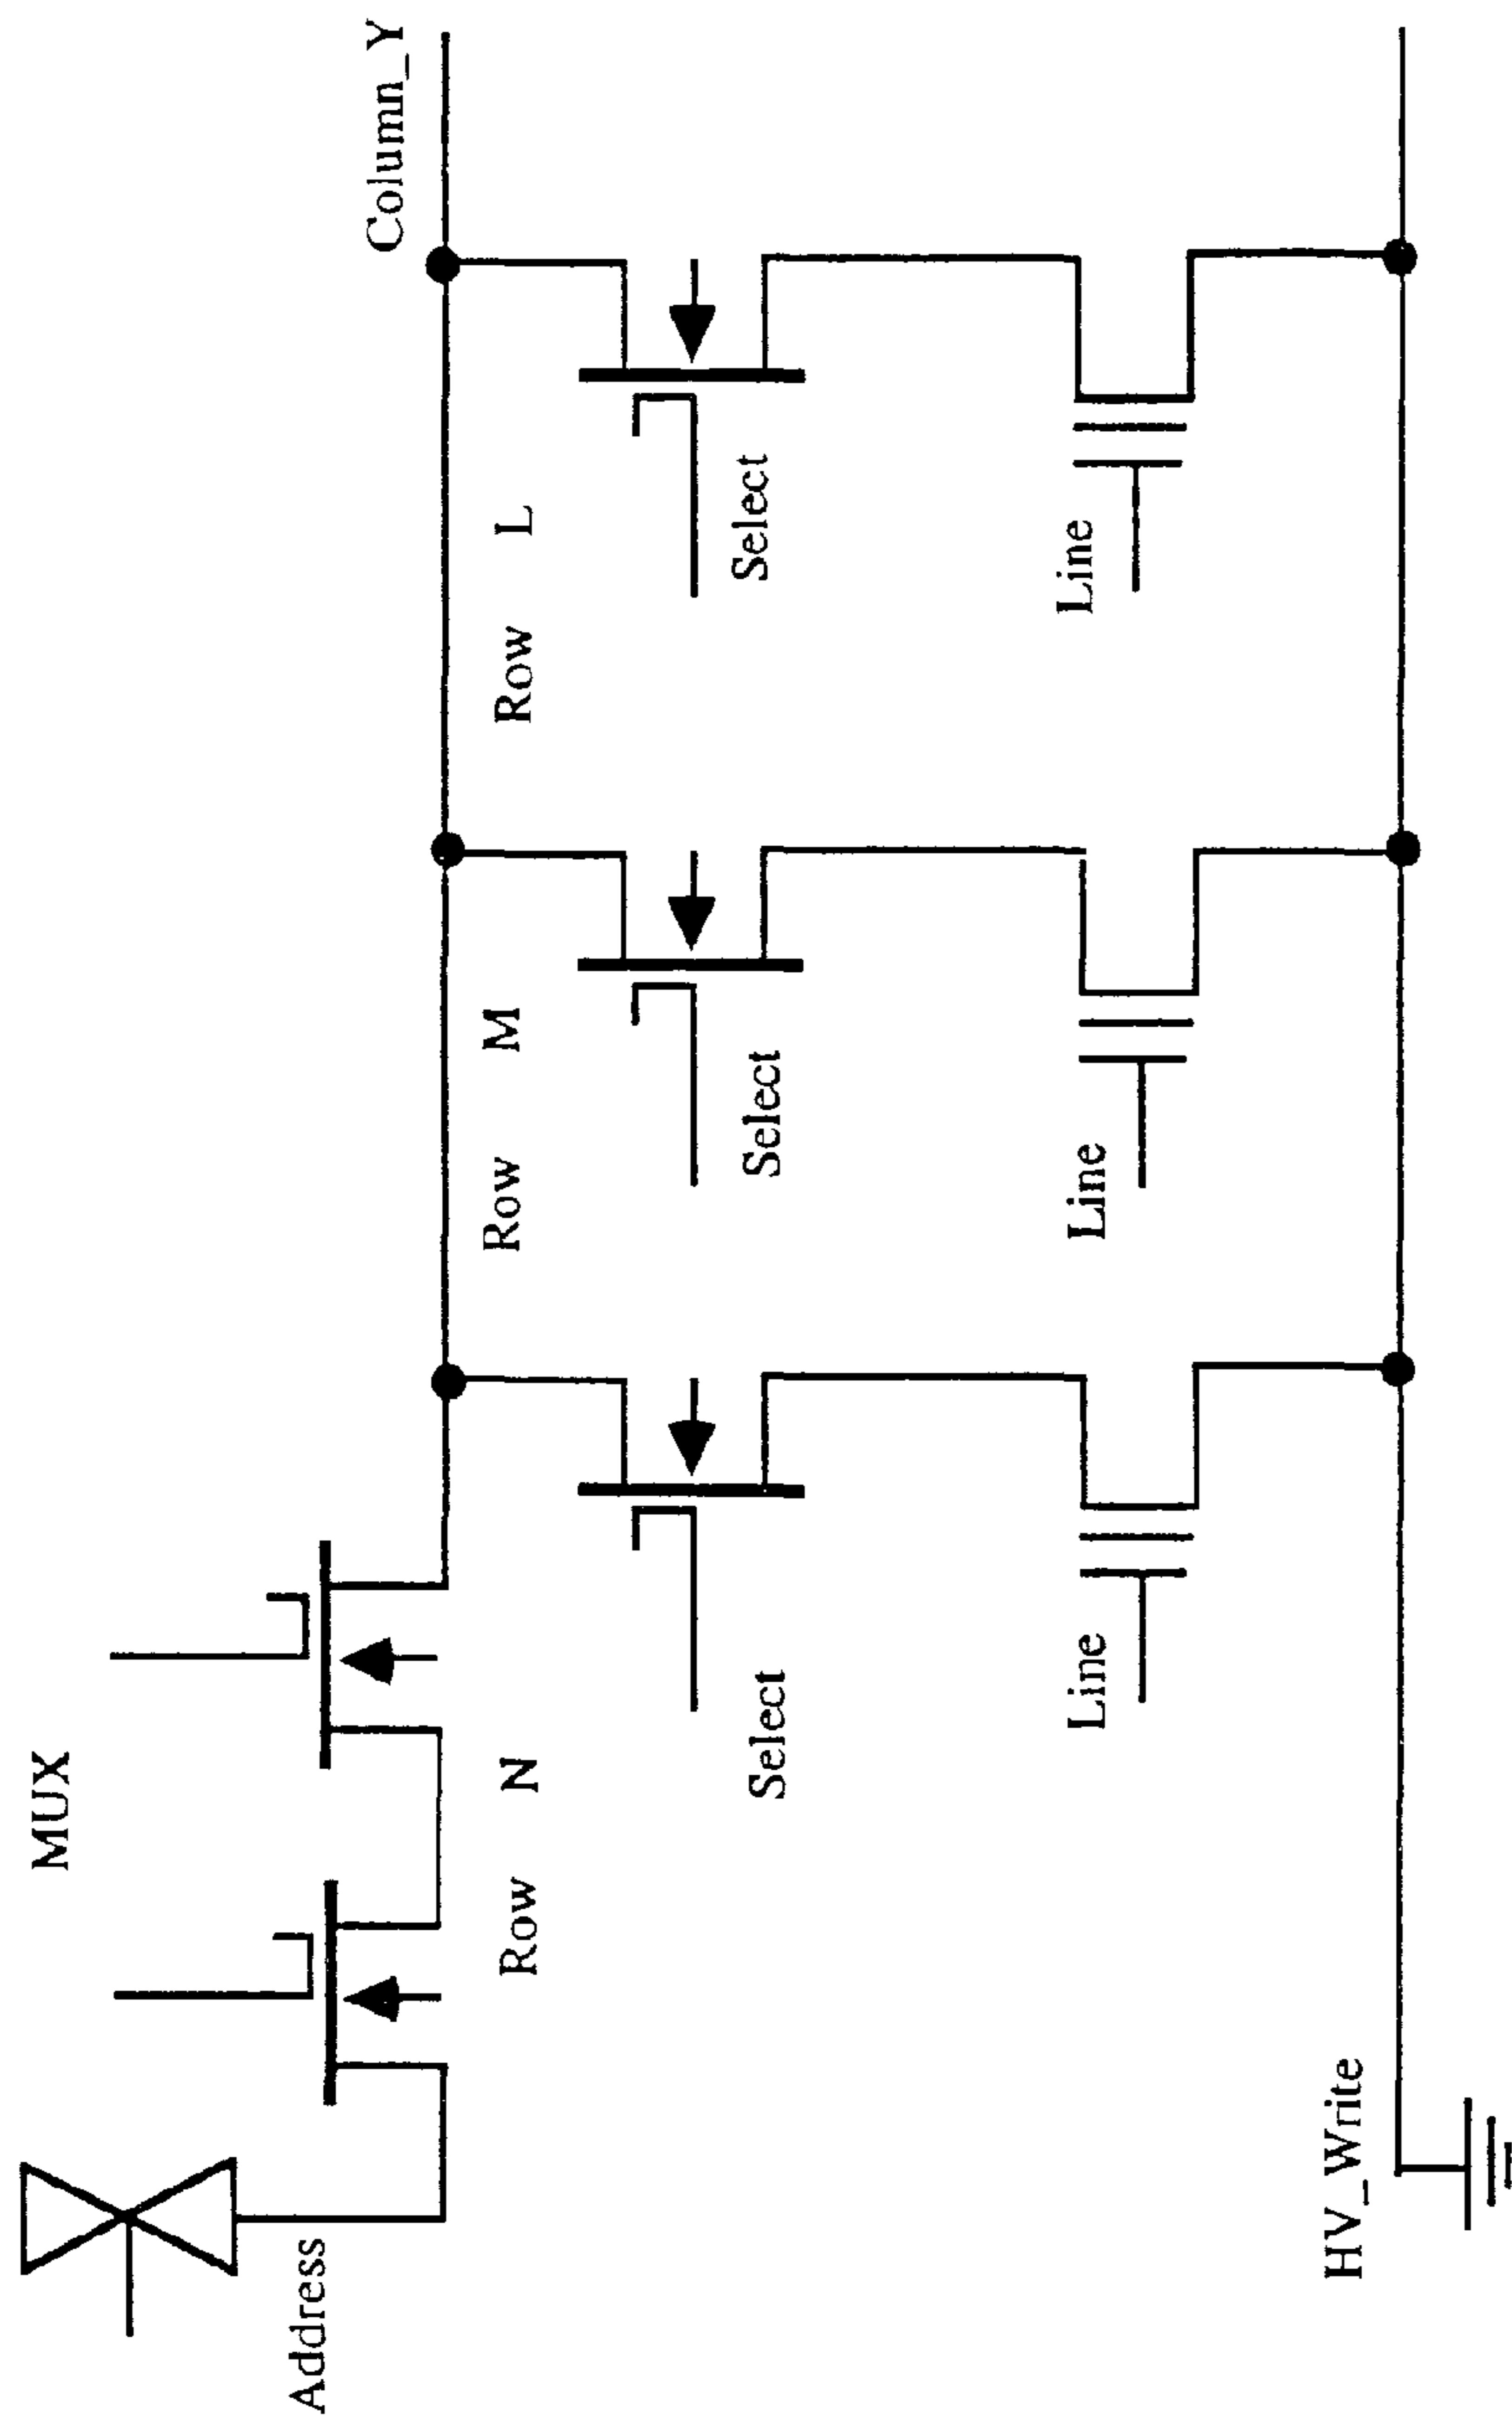 MUX
Address
Column_Y
Row N
Row M
Row L
Select
Select
Select
Line
Line
Line
HV_Write